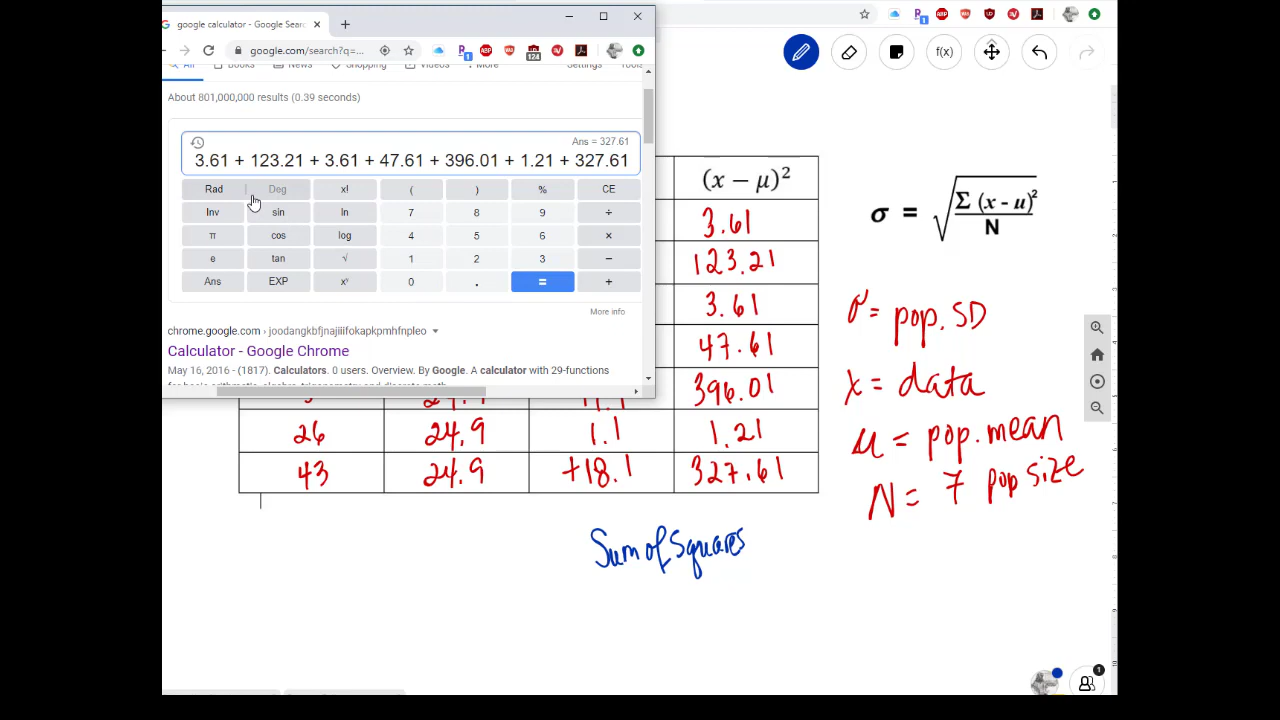 google calculator - Google Searc
google.com/search?q=...
124
1
1
All
Books
News
Shopping
Videos
More
Settings
Tools
About 801,000,000 results (0.39 seconds)
Ans = 327.61
3.61 + 123.21 + 3.61 + 47.61 + 396.01 + 1.21 + 327.61
Rad | Deg x! ( ) % CE
Inv sin ln 7 8 9 ÷
π cos log 4 5 6 ×
e tan √ 1 2 3 −
Ans EXP xʸ 0 . = +
More info
chrome.google.com › joodangkbfjnajiiifokapkpmhfnpleo
Calculator - Google Chrome
May 16, 2016 - (1817). Calculators. 0 users. Overview. By Google. A calculator with 29-functions
f(x)
(x − μ)²
3.61
123.21
3.61
47.61
396.01
26 24.9 1.1 1.21
43 24.9 +18.1 327.61
Sum of Squares
σ = √ Σ (x - μ)² / N
σ = pop. SD
x = data
μ = pop. mean
N = 7 pop size
1